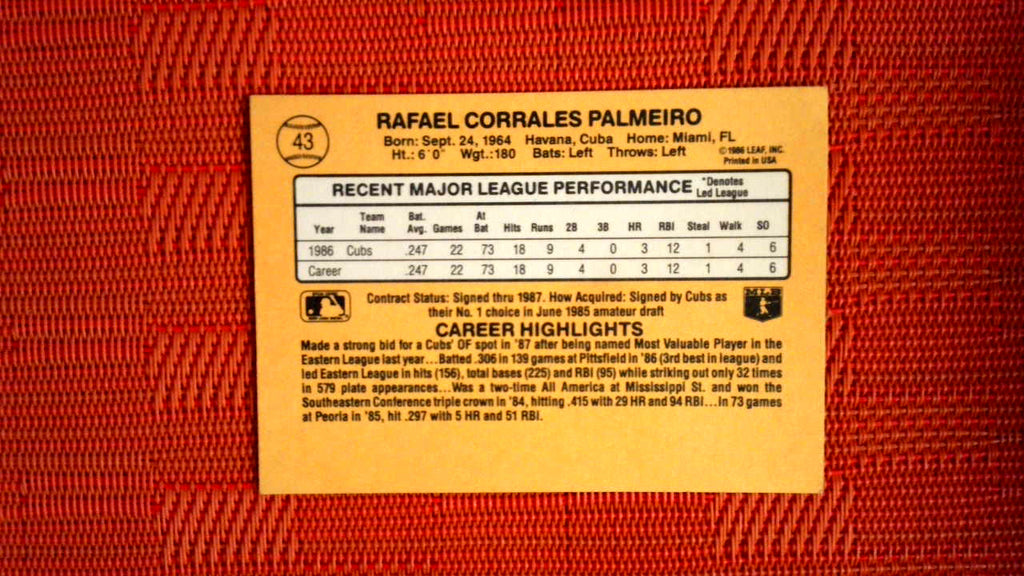 43
RAFAEL CORRALES PALMEIRO
Born: Sept. 24, 1964 Havana, Cuba Home: Miami, FL
Ht.: 6'0" Wgt.:180 Bats: Left Throws: Left
©1986 LEAF, INC.
Printed in USA
RECENT MAJOR LEAGUE PERFORMANCE *Denotes Led League
Year Team Name Bat. Avg. Games At Bat Hits Runs 2B 3B HR RBI Steal Walk SO
1986 Cubs .247 22 73 18 9 4 0 3 12 1 4 6
Career .247 22 73 18 9 4 0 3 12 1 4 6
Contract Status: Signed thru 1987. How Acquired: Signed by Cubs as
their No. 1 choice in June 1985 amateur draft
MLB
CAREER HIGHLIGHTS
Made a strong bid for a Cubs' OF spot in '87 after being named Most Valuable Player in the
Eastern League last year...Batted .306 in 139 games at Pittsfield in '86 (3rd best in league) and
led Eastern League in hits (156), total bases (225) and RBI (95) while striking out only 32 times
in 579 plate appearances...Was a two-time All America at Mississippi St. and won the
Southeastern Conference triple crown in '84, hitting .415 with 29 HR and 94 RBI...In 73 games
at Peoria in '85, hit .297 with 5 HR and 51 RBI.